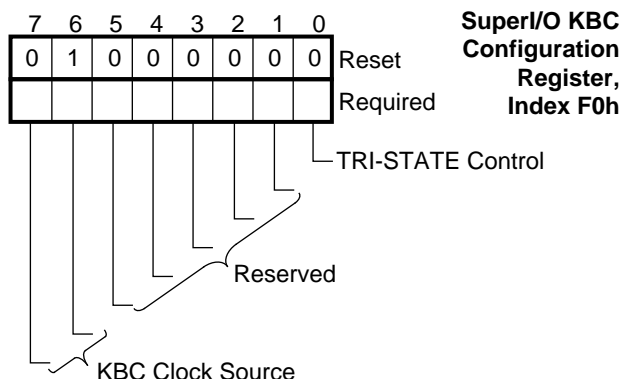 7 6 5 4 3 2 1 0
SuperI/O KBC
Configuration
Register,
Index F0h
0 1 0 0 0 0 0 0 Reset
Required
TRI-STATE Control
Reserved
KBC Clock Source